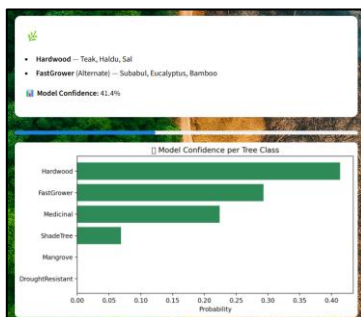 Hardwood — Teak, Haldu, Sal
FastGrower (Alternate) — Subabul, Eucalyptus, Bamboo
Model Confidence: 41.4%
Model Confidence per Tree Class
Hardwood
FastGrower
Medicinal
ShadeTree
Mangrove
DroughtResistant
0.00 0.05 0.10 0.15 0.20 0.25 0.30 0.35 0.40
Probability